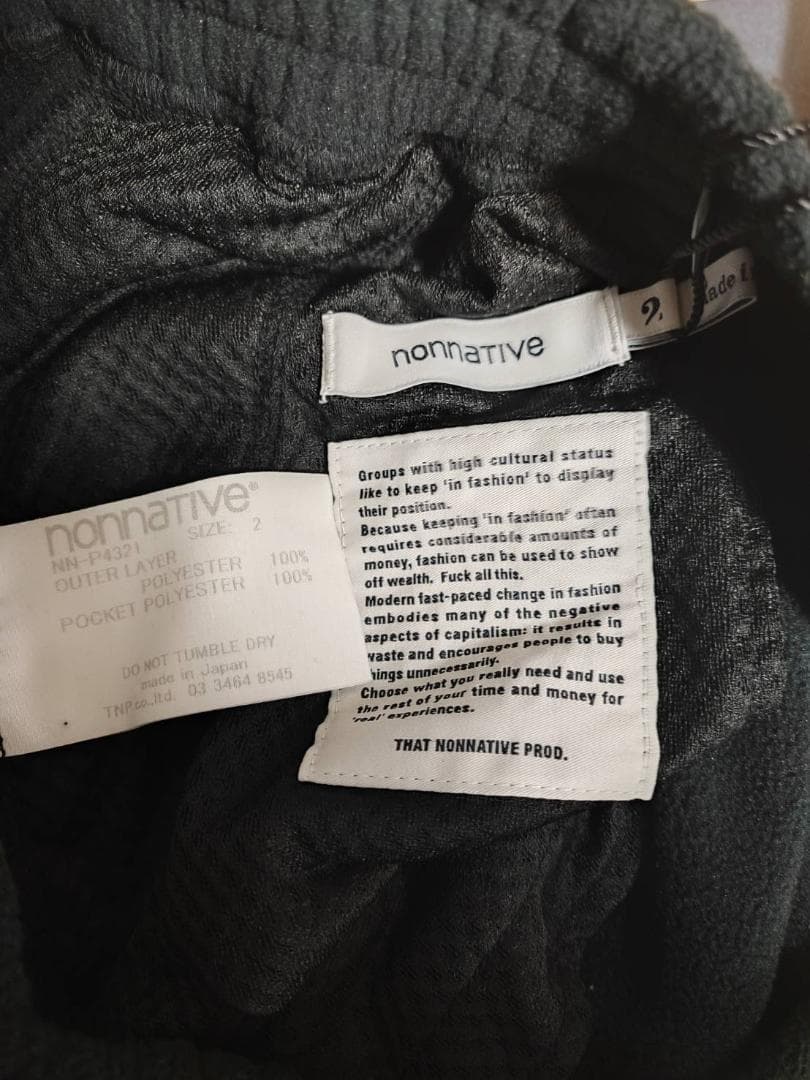 nonnaTIVe
2.
ade
Groups with high cultural status
like to keep 'in fashion' to display
their position.
Because keeping 'in fashion' often
requires considerable amounts of
money, fashion can be used to show
off wealth. Fuck all this.
Modern fast-paced change in fashion
embodies many of the negative
aspects of capitalism: it results in
waste and encourages people to buy
hings unnecessarily.
Choose what you really need and use
the rest of your time and money for
'real' experiences.
THAT NONNATIVE PROD.
nonnaTIVe®
SIZE: 2
NN-P4321
OUTER LAYER
POLYESTER 100%
POCKET POLYESTER 100%
DO NOT TUMBLE DRY
made in Japan
TNP.co.,ltd. 03 3464 8545